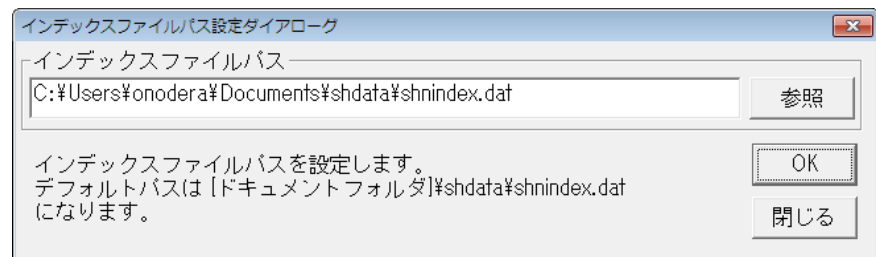 インデックスファイルパス設定ダイアローグ
インデックスファイルパス
C:¥Users¥onodera¥Documents¥shdata¥shnindex.dat
参照
インデックスファイルパスを設定します。
デフォルトパスは [ドキュメントフォルダ]¥shdata¥shnindex.dat
になります。
OK
閉じる